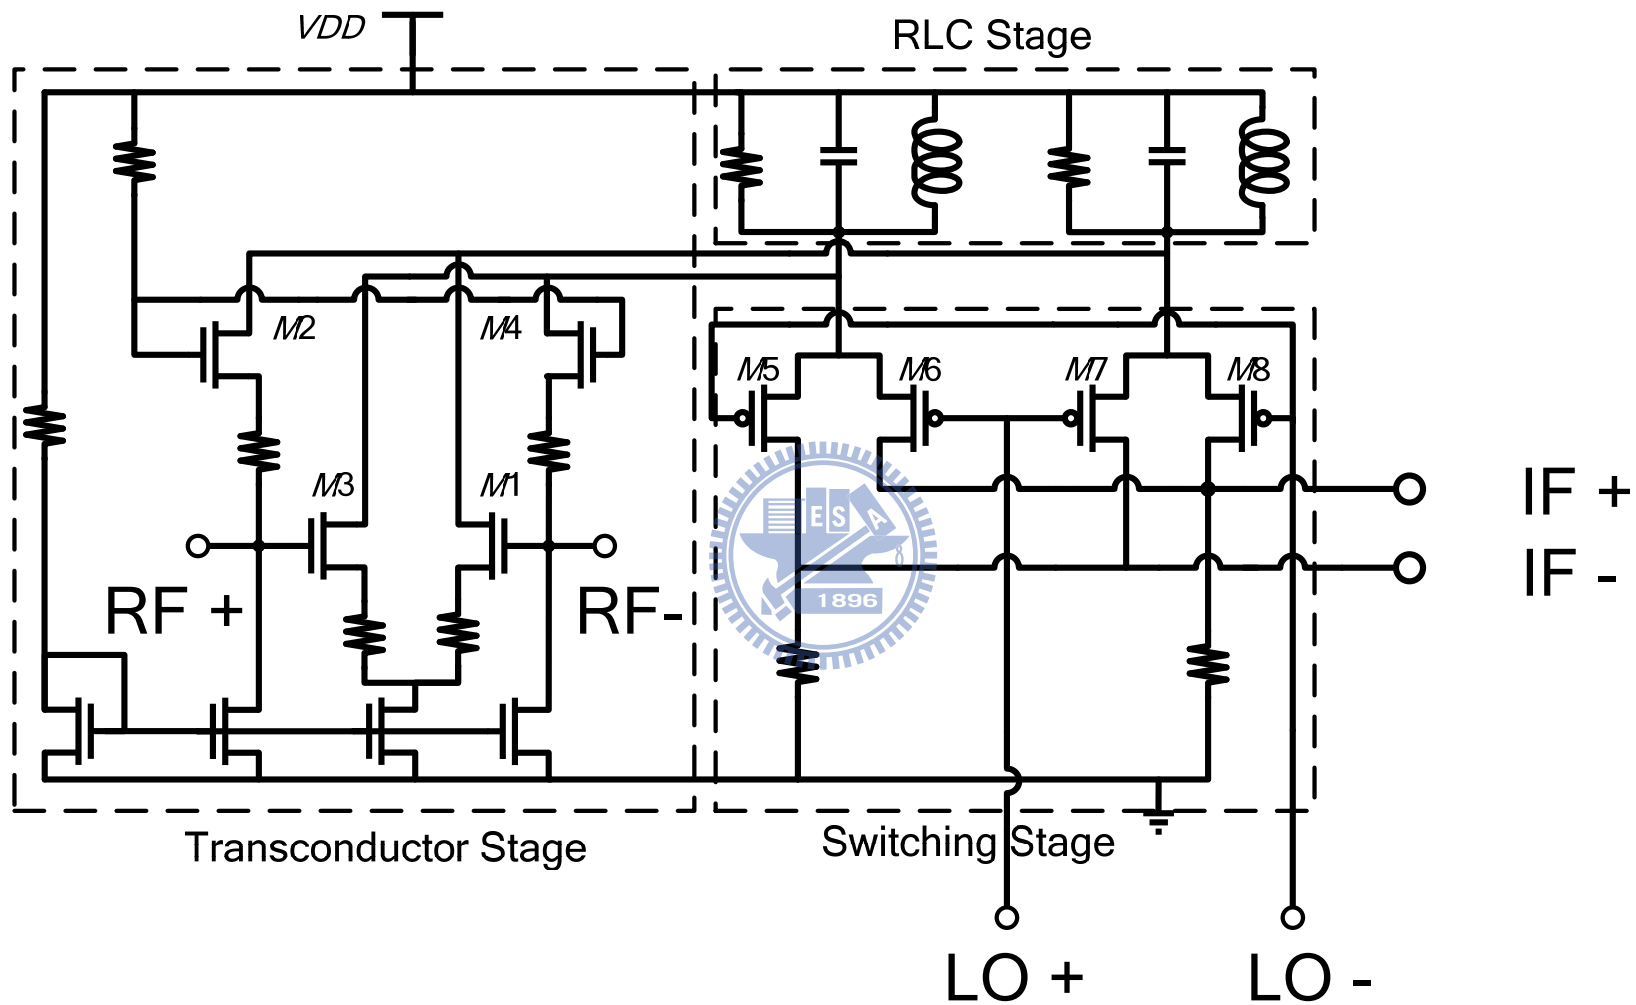 VDD
RLC Stage
M2
M4
M5
M6
M7
M8
M3
M1
IF +
IF -
RF +
RF-
E S A
8
1896
Transconductor Stage
Switching Stage
LO +
LO -